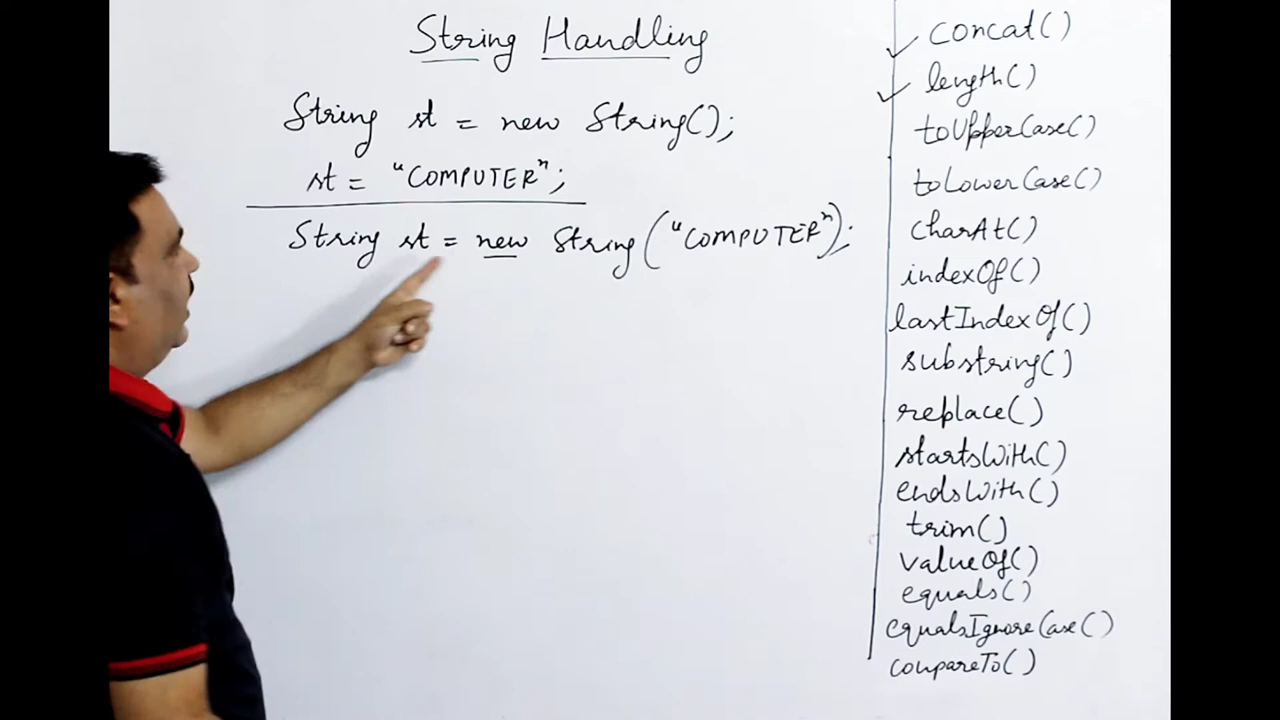 String Handling
String st = new String();
st = "COMPUTER";
String st = new String("COMPUTER");
concat()
length()
toUpperCase()
toLowerCase()
charAt()
indexOf()
lastIndexOf()
substring()
replace()
startsWith()
endsWith()
trim()
valueOf()
equals()
equalsIgnoreCase()
compareTo()